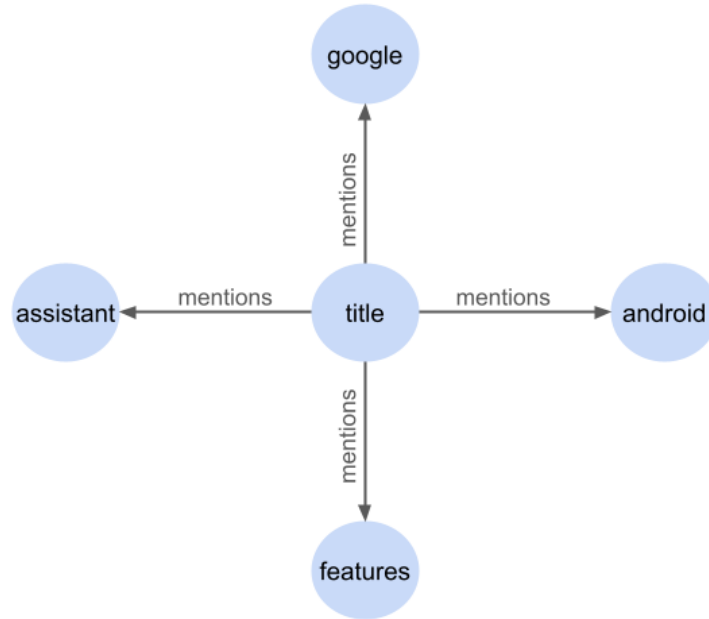 google
mentions
assistant
mentions
title
mentions
android
mentions
features